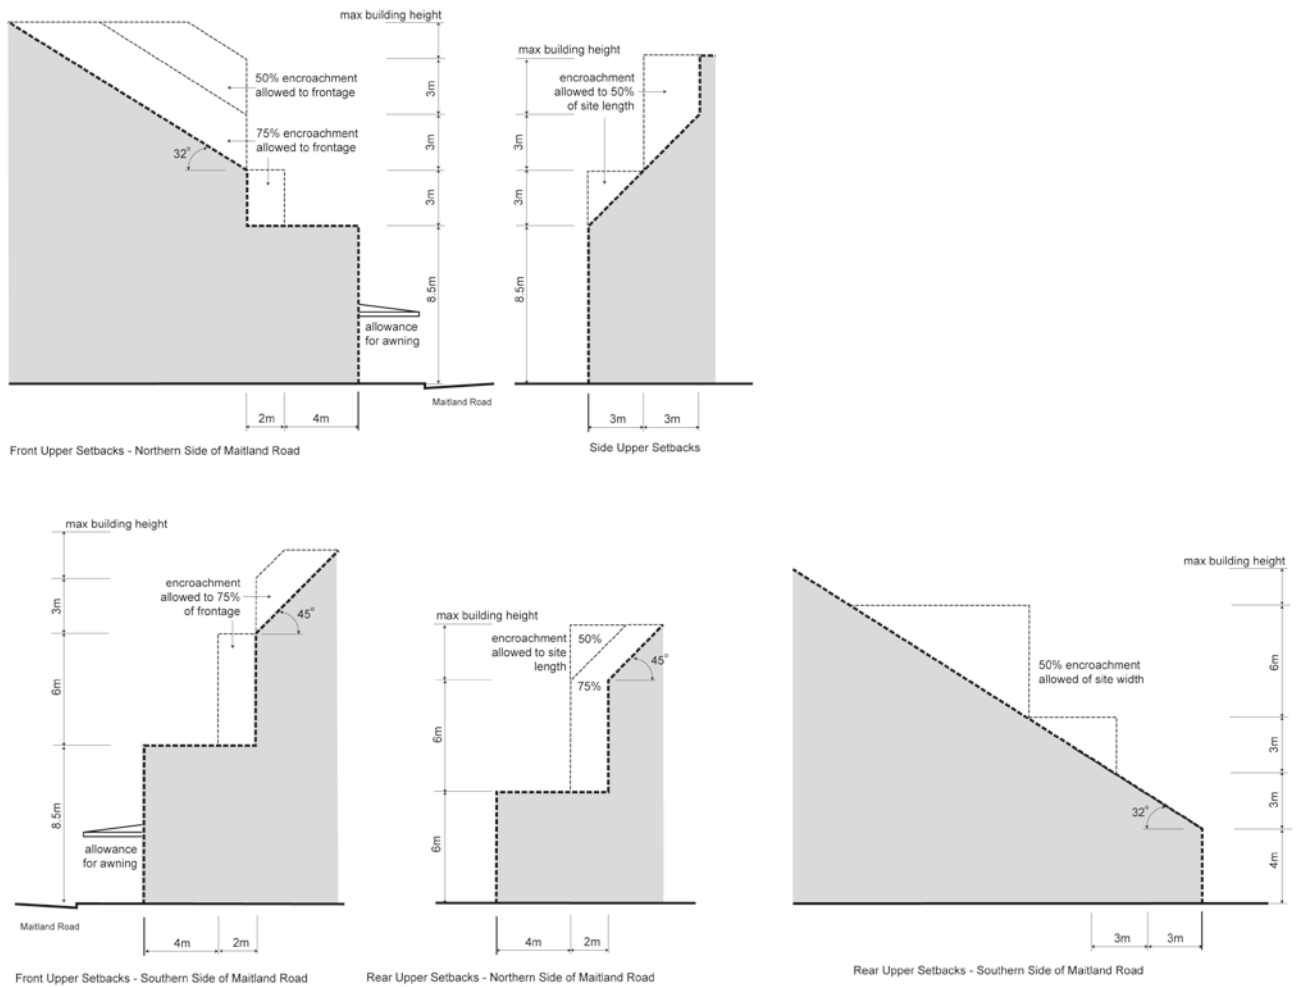 max building height
50% encroachment
allowed to frontage
75% encroachment
allowed to frontage
32°
3m
3m
3m
8.5m
allowance
for awning
Maitland Road
2m
4m
Front Upper Setbacks - Northern Side of Maitland Road
max building height
encroachment
allowed to 50%
of site length
3m
3m
3m
8.5m
3m
3m
Side Upper Setbacks
max building height
encroachment
allowed to 75%
of frontage
45°
3m
6m
8.5m
allowance
for awning
Maitland Road
4m
2m
Front Upper Setbacks - Southern Side of Maitland Road
max building height
encroachment
allowed to site
length
50%
75%
45°
6m
6m
4m
2m
Rear Upper Setbacks - Northern Side of Maitland Road
max building height
50% encroachment
allowed of site width
32°
6m
3m
3m
4m
3m
3m
Rear Upper Setbacks - Southern Side of Maitland Road